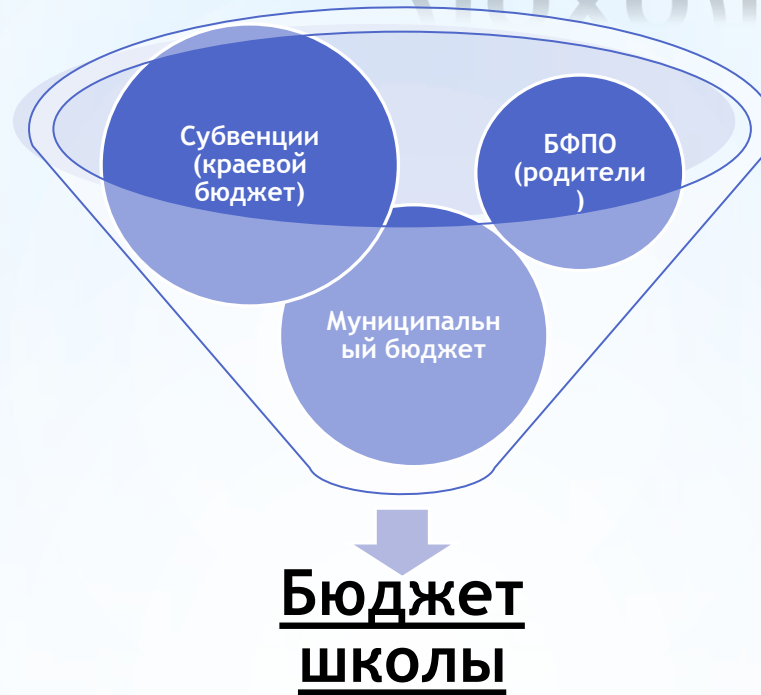 Субвенции
(краевой
бюджет)
БФПО
(родители
)
Муниципальн
ый бюджет
Бюджет
школы